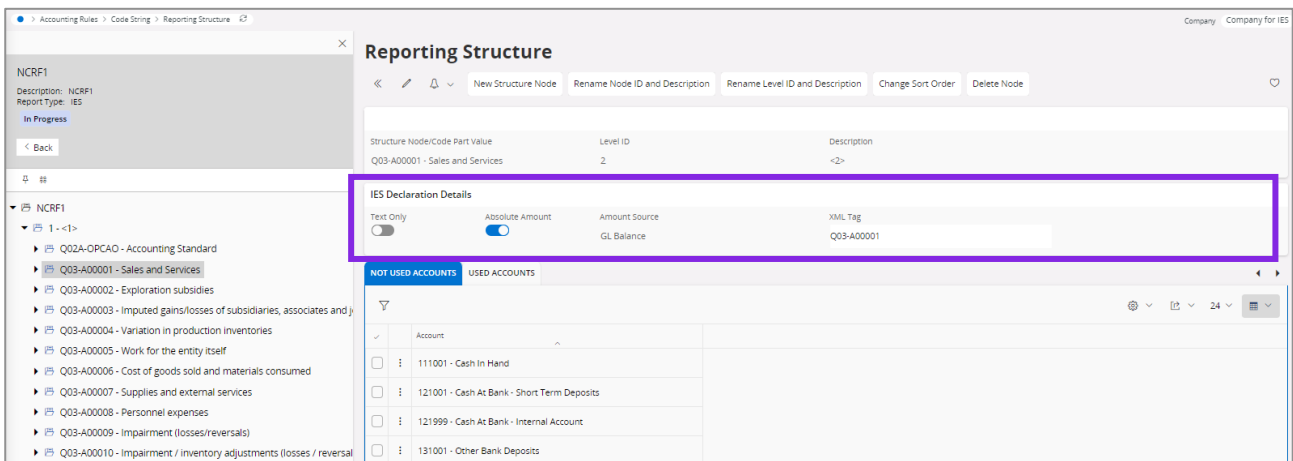 Accounting Rules > Code String > Reporting Structure
Company Company for IES
NCRF1
Description: NCRF1
Report Type: IES
In Progress
< Back
NCRF1
1 - <1>
Q02A-OPCAO - Accounting Standard
Q03-A00001 - Sales and Services
Q03-A00002 - Exploration subsidies
Q03-A00003 - Imputed gains/losses of subsidiaries, associates and j
Q03-A00004 - Variation in production inventories
Q03-A00005 - Work for the entity itself
Q03-A00006 - Cost of goods sold and materials consumed
Q03-A00007 - Supplies and external services
Q03-A00008 - Personnel expenses
Q03-A00009 - Impairment (losses/reversals)
Q03-A00010 - Impairment / inventory adjustments (losses / reversal
Reporting Structure
New Structure Node Rename Node ID and Description Rename Level ID and Description Change Sort Order Delete Node
Structure Node/Code Part Value Level ID Description
Q03-A00001 - Sales and Services 2 <2>
IES Declaration Details
Text Only Absolute Amount Amount Source XML Tag
GL Balance Q03-A00001
NOT USED ACCOUNTS USED ACCOUNTS
24
Account
111001 - Cash In Hand
121001 - Cash At Bank - Short Term Deposits
121999 - Cash At Bank - Internal Account
131001 - Other Bank Deposits